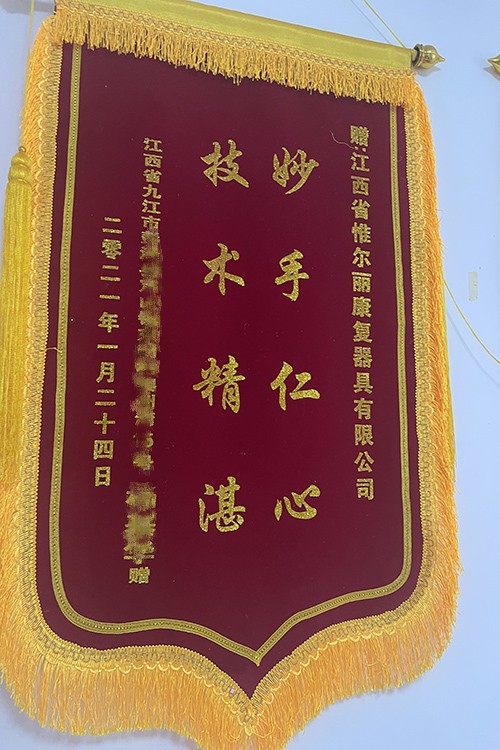 赠:江西省惟尔丽康复器具有限公司
妙手仁心
技术精湛
江西省九江市
赠
二零二一年一月二十四日